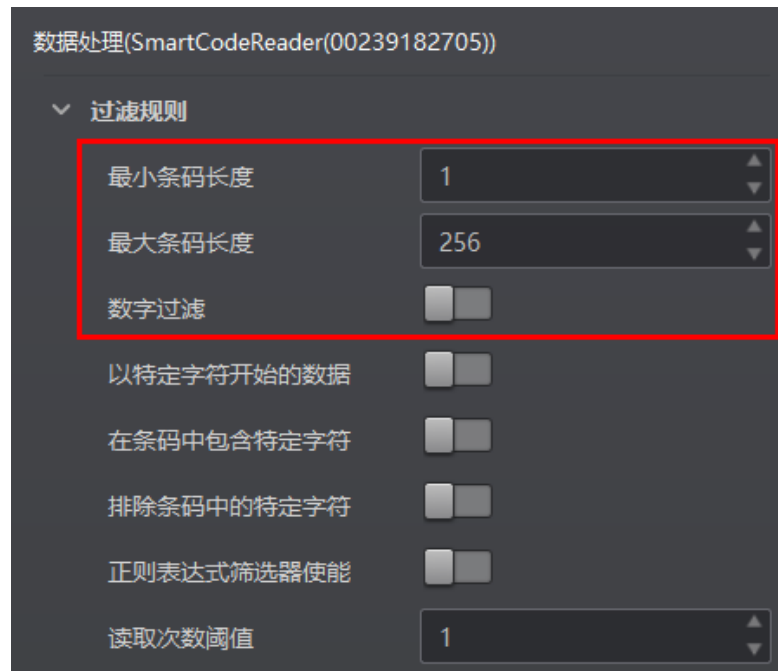 数据处理(SmartCodeReader(00239182705))
过滤规则
最小条码长度 1
最大条码长度 256
数字过滤
以特定字符开始的数据
在条码中包含特定字符
排除条码中的特定字符
正则表达式筛选器使能
读取次数阈值 1